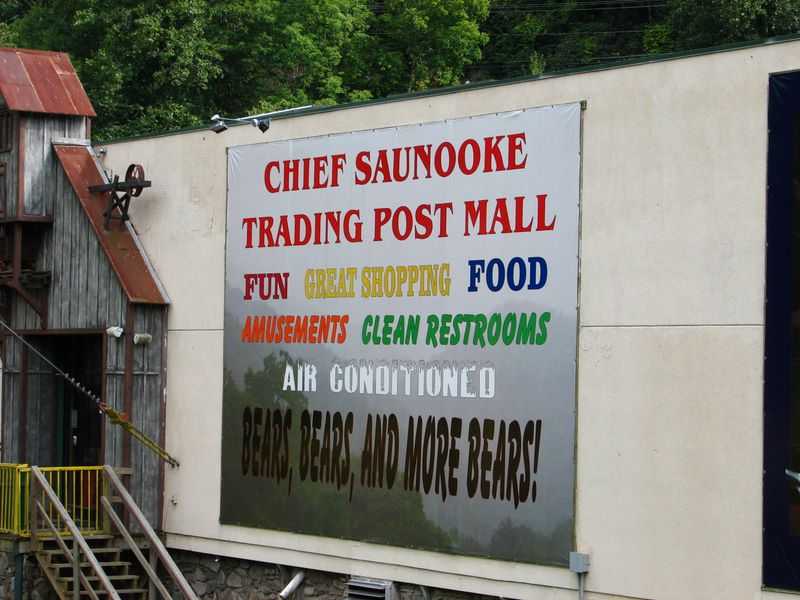 CHIEF SAUNOOKE
TRADING POST MALL
FUN GREAT SHOPPING FOOD
AMUSEMENTS CLEAN RESTROOMS
AIR CONDITIONED
BEARS, BEARS, AND MORE BEARS!